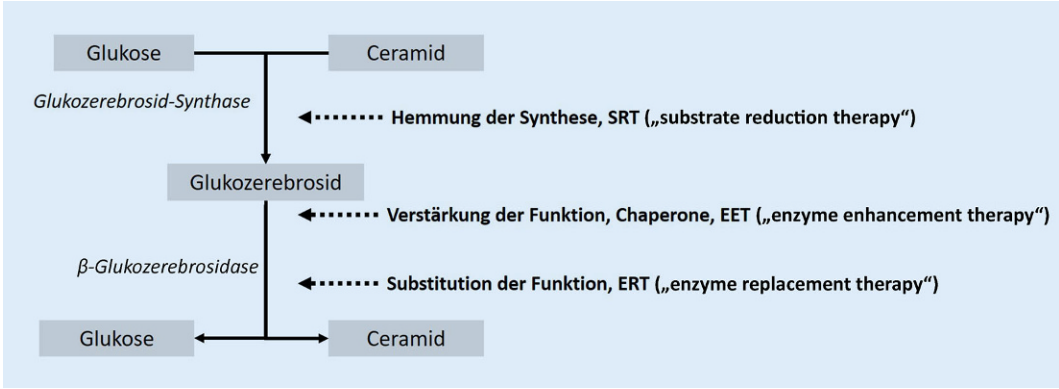 Glukose
Ceramid
Glukozerebrosid-Synthase
Hemmung der Synthese, SRT („substrate reduction therapy“)
Glukozerebrosid
Verstärkung der Funktion, Chaperone, EET („enzyme enhancement therapy“)
β-Glukozerebrosidase
Substitution der Funktion, ERT („enzyme replacement therapy“)
Glukose
Ceramid